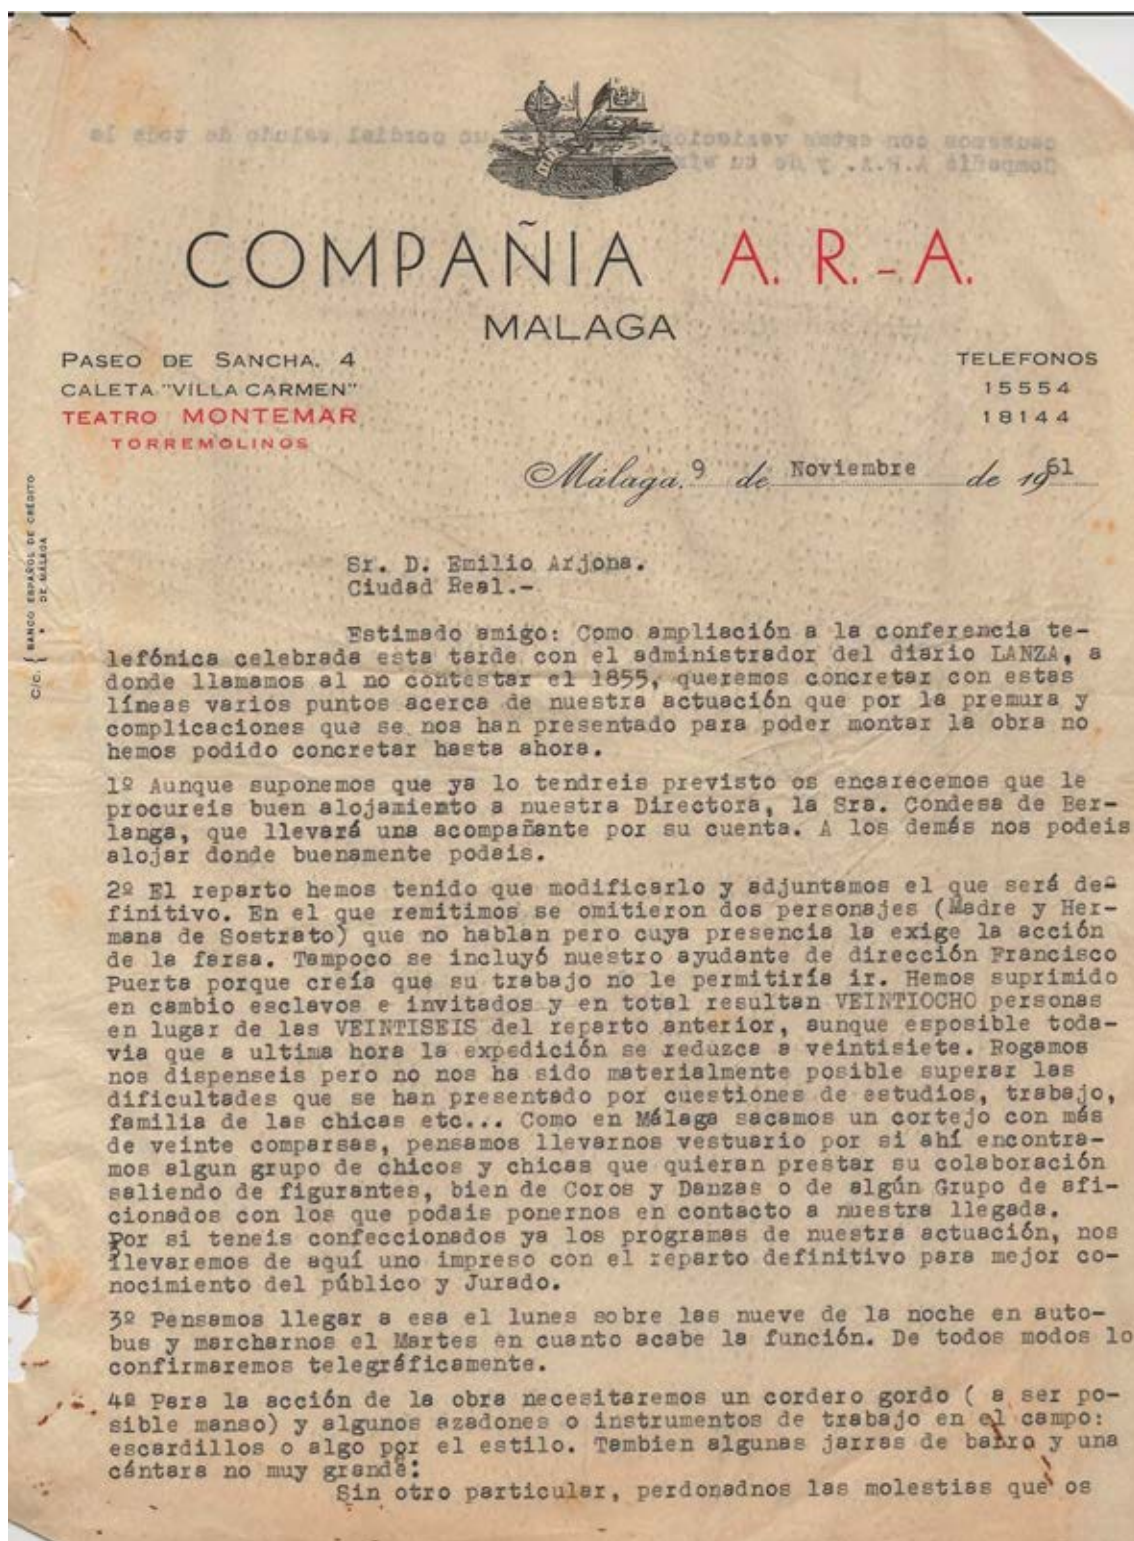 COMPAÑIA A. R. - A.
MALAGA
PASEO DE SANCHA, 4
CALETA "VILLA CARMEN"
TEATRO MONTEMAR
TORREMOLINOS
TELEFONOS
15554
18144
Málaga, 9 de Noviembre de 1961
C/C. { BANCO ESPAÑOL DE CRÉDITO
" DE MÁLAGA
Sr. D. Emilio Arjona.
Ciudad Real.-
Estimado amigo: Como ampliación a la conferencia te-
lefónica celebrada esta tarde con el administrador del diario LANZA, a
donde llamamos al no contestar el 1855, queremos concretar con estas
líneas varios puntos acerca de nuestra actuación que por la premura y
complicaciones que se nos han presentado para poder montar la obra no
hemos podido concretar hasta ahora.
1º Aunque suponemos que ya lo tendreis previsto os encarecemos que le
procureis buen alojamiento a nuestra Directora, la Sra. Condesa de Ber-
langa, que llevará una acompañante por su cuenta. A los demás nos podeis
alojar donde buenamente podais.
2º El reparto hemos tenido que modificarlo y adjuntamos el que será de-
finitivo. En el que remitimos se omitieron dos personajes (Madre y Her-
mana de Sostrato) que no hablan pero cuya presencia la exige la acción
de la farsa. Tampoco se incluyó nuestro ayudante de dirección Francisco
Puerta porque creía que su trabajo no le permitiría ir. Hemos suprimido
en cambio esclavos e invitados y en total resultan VEINTIOCHO personas
en lugar de las VEINTISEIS del reparto anterior, aunque esposible toda-
via que a ultima hora la expedición se reduzca a veintisiete. Rogamos
nos dispenseis pero no nos ha sido materialmente posible superar las
dificultades que se han presentado por cuestiones de estudios, trabajo,
familia de las chicas etc... Como en Málaga sacamos un cortejo con más
de veinte comparsas, pensamos llevarnos vestuario por si ahí encontra-
mos algun grupo de chicos y chicas que quieran prestar su colaboración
saliendo de figurantes, bien de Coros y Danzas o de algún Grupo de afi-
cionados con los que podais ponernos en contacto a nuestra llegada.
Por si teneis confeccionados ya los programas de nuestra actuación, nos
llevaremos de aquí uno impreso con el reparto definitivo para mejor co-
nocimiento del público y Jurado.
3º Pensamos llegar a esa el lunes sobre las nueve de la noche en auto-
bus y marcharnos el Martes en cuanto acabe la función. De todos modos lo
confirmaremos telegráficamente.
4º Para la acción de la obra necesitaremos un cordero gordo ( a ser po-
sible manso) y algunos azadones o instrumentos de trabajo en el campo:
escardillos o algo por el estilo. Tambien algunas jarras de barro y una
cántara no muy grande:
Sin otro particular, perdonadnos las molestias que os